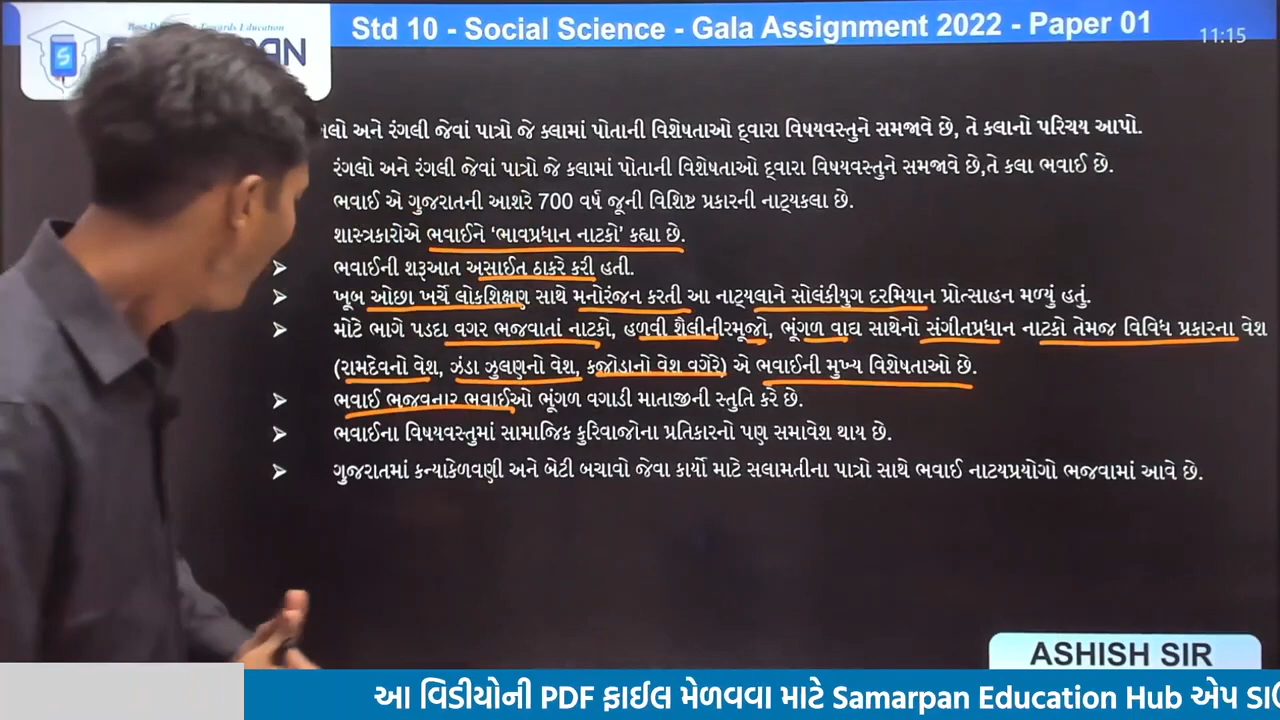 Best Towards Education
PAN
Std 10 - Social Science - Gala Assignment 2022 - Paper 01
11:15
અને રંગલી જેવાં પાત્રો જે કલામાં પોતાની વિશેષતાઓ દ્વારા વિષયવસ્તુને સમજાવે છે, તે કલાનો પરિચય આપો.
રંગલો અને રંગલી જેવાં પાત્રો જે કલામાં પોતાની વિશેષતાઓ દ્વારા વિષયવસ્તુને સમજાવે છે,તે કલા ભવાઈ છે.
ભવાઈ એ ગુજરાતની આશરે 700 વર્ષ જૂની વિશિષ્ટ પ્રકારની નાટ્યકલા છે.
શાસ્ત્રકારોએ ભવાઈને ‘ભાવપ્રધાન નાટકો’ કહ્યા છે.
➢ ભવાઈની શરૂઆત અસાઈત ઠાકરે કરી હતી.
➢ ખૂબ ઓછા ખર્ચે લોકશિક્ષણ સાથે મનોરંજન કરતી આ નાટ્યલાને સોલંકીયુગ દરમિયાન પ્રોત્સાહન મળ્યું હતું.
➢ મોટે ભાગે પડદા વગર ભજવાતાં નાટકો, હળવી શૈલીનીરમૂજો, ભૂંગળ વાદ્ય સાથેનો સંગીતપ્રધાન નાટકો તેમજ વિવિધ પ્રકારના વેશ
(રામદેવનો વેશ, ઝંડા ઝુલણનો વેશ, કજોડાનો વેશ વગેરે) એ ભવાઈની મુખ્ય વિશેષતાઓ છે.
➢ ભવાઈ ભજવનાર ભવાઈઓ ભૂંગળ વગાડી માતાજીની સ્તુતિ કરે છે.
➢ ભવાઈના વિષયવસ્તુમાં સામાજિક કુરિવાજોના પ્રતિકારનો પણ સમાવેશ થાય છે.
➢ ગુજરાતમાં કન્યાકેળવણી અને બેટી બચાવો જેવા કાર્યો માટે સલામતીના પાત્રો સાથે ભવાઈ નાટયપ્રયોગો ભજવામાં આવે છે.
ASHISH SIR
આ વિડીયોની PDF ફાઈલ મેળવવા માટે Samarpan Education Hub એપ